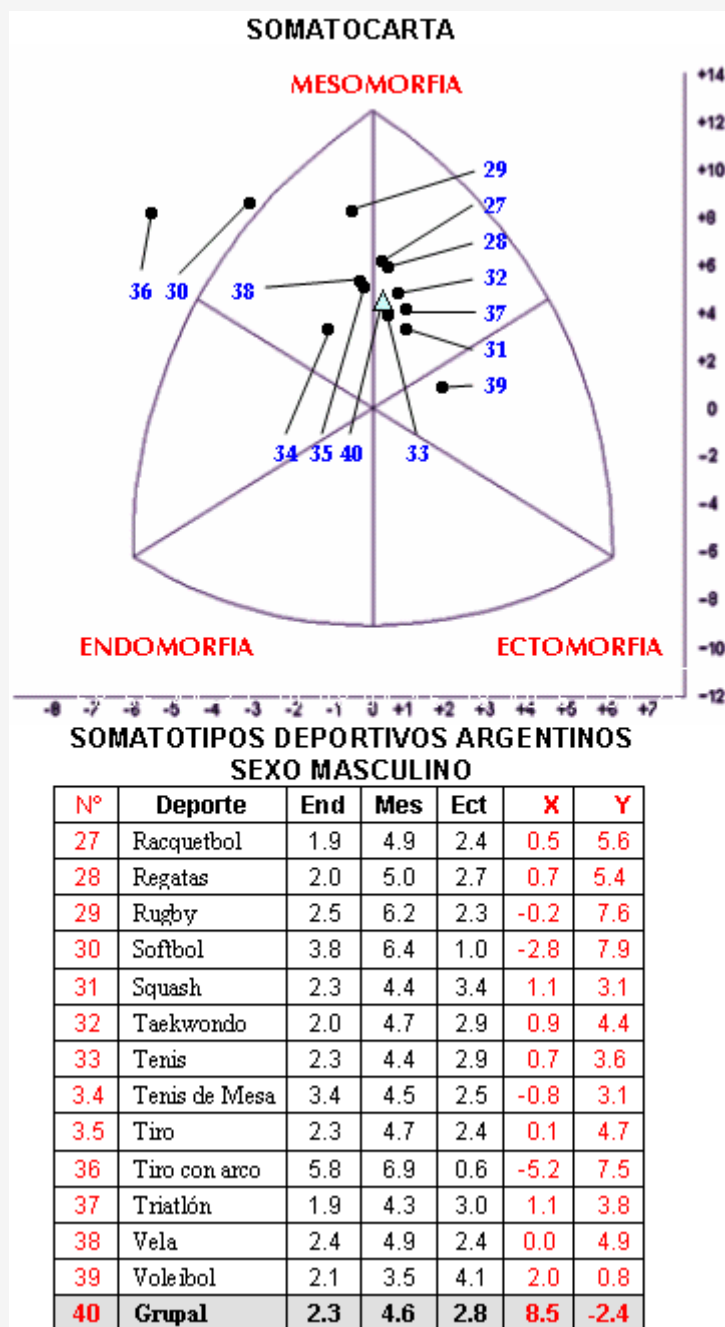 SOMATOCARTA
MESOMORFIA
+14
+12
+10
29
+8
27
28
+6
36 30 38 32
37
+4
31
+2
39
0
34 35 40 33
-2
-4
-6
-8
ENDOMORFIA ECTOMORFIA
-10
-12
-8 -7 -6 -5 -4 -3 -2 -1 0 +1 +2 +3 +4 +5 +6 +7
SOMATOTIPOS DEPORTIVOS ARGENTINOS
SEXO MASCULINO
Nº Deporte End Mes Ect X Y
27 Racquetbol 1.9 4.9 2.4 0.5 5.6
28 Regatas 2.0 5.0 2.7 0.7 5.4
29 Rugby 2.5 6.2 2.3 -0.2 7.6
30 Softbol 3.8 6.4 1.0 -2.8 7.9
31 Squash 2.3 4.4 3.4 1.1 3.1
32 Taekwondo 2.0 4.7 2.9 0.9 4.4
33 Tenis 2.3 4.4 2.9 0.7 3.6
3.4 Tenis de Mesa 3.4 4.5 2.5 -0.8 3.1
3.5 Tiro 2.3 4.7 2.4 0.1 4.7
36 Tiro con arco 5.8 6.9 0.6 -5.2 7.5
37 Triatlón 1.9 4.3 3.0 1.1 3.8
38 Vela 2.4 4.9 2.4 0.0 4.9
39 Voleibol 2.1 3.5 4.1 2.0 0.8
40 Grupal 2.3 4.6 2.8 8.5 -2.4